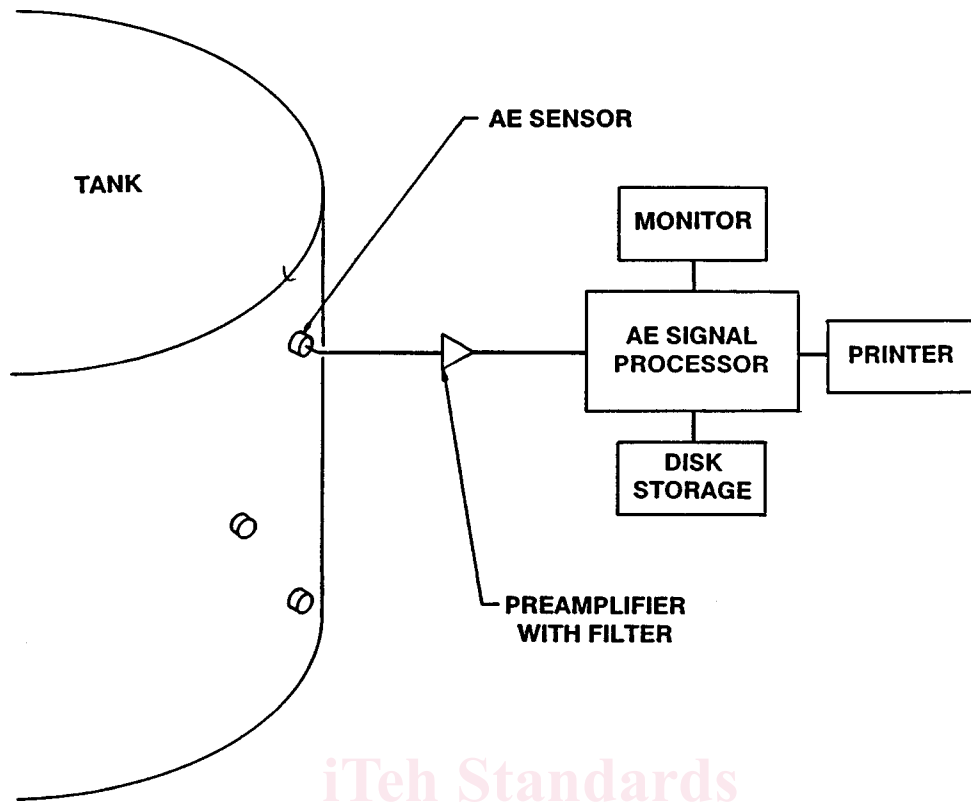 AE SENSOR
TANK
MONITOR
AE SIGNAL
PROCESSOR
PRINTER
DISK
STORAGE
PREAMPLIFIER
WITH FILTER
iTeh Standards